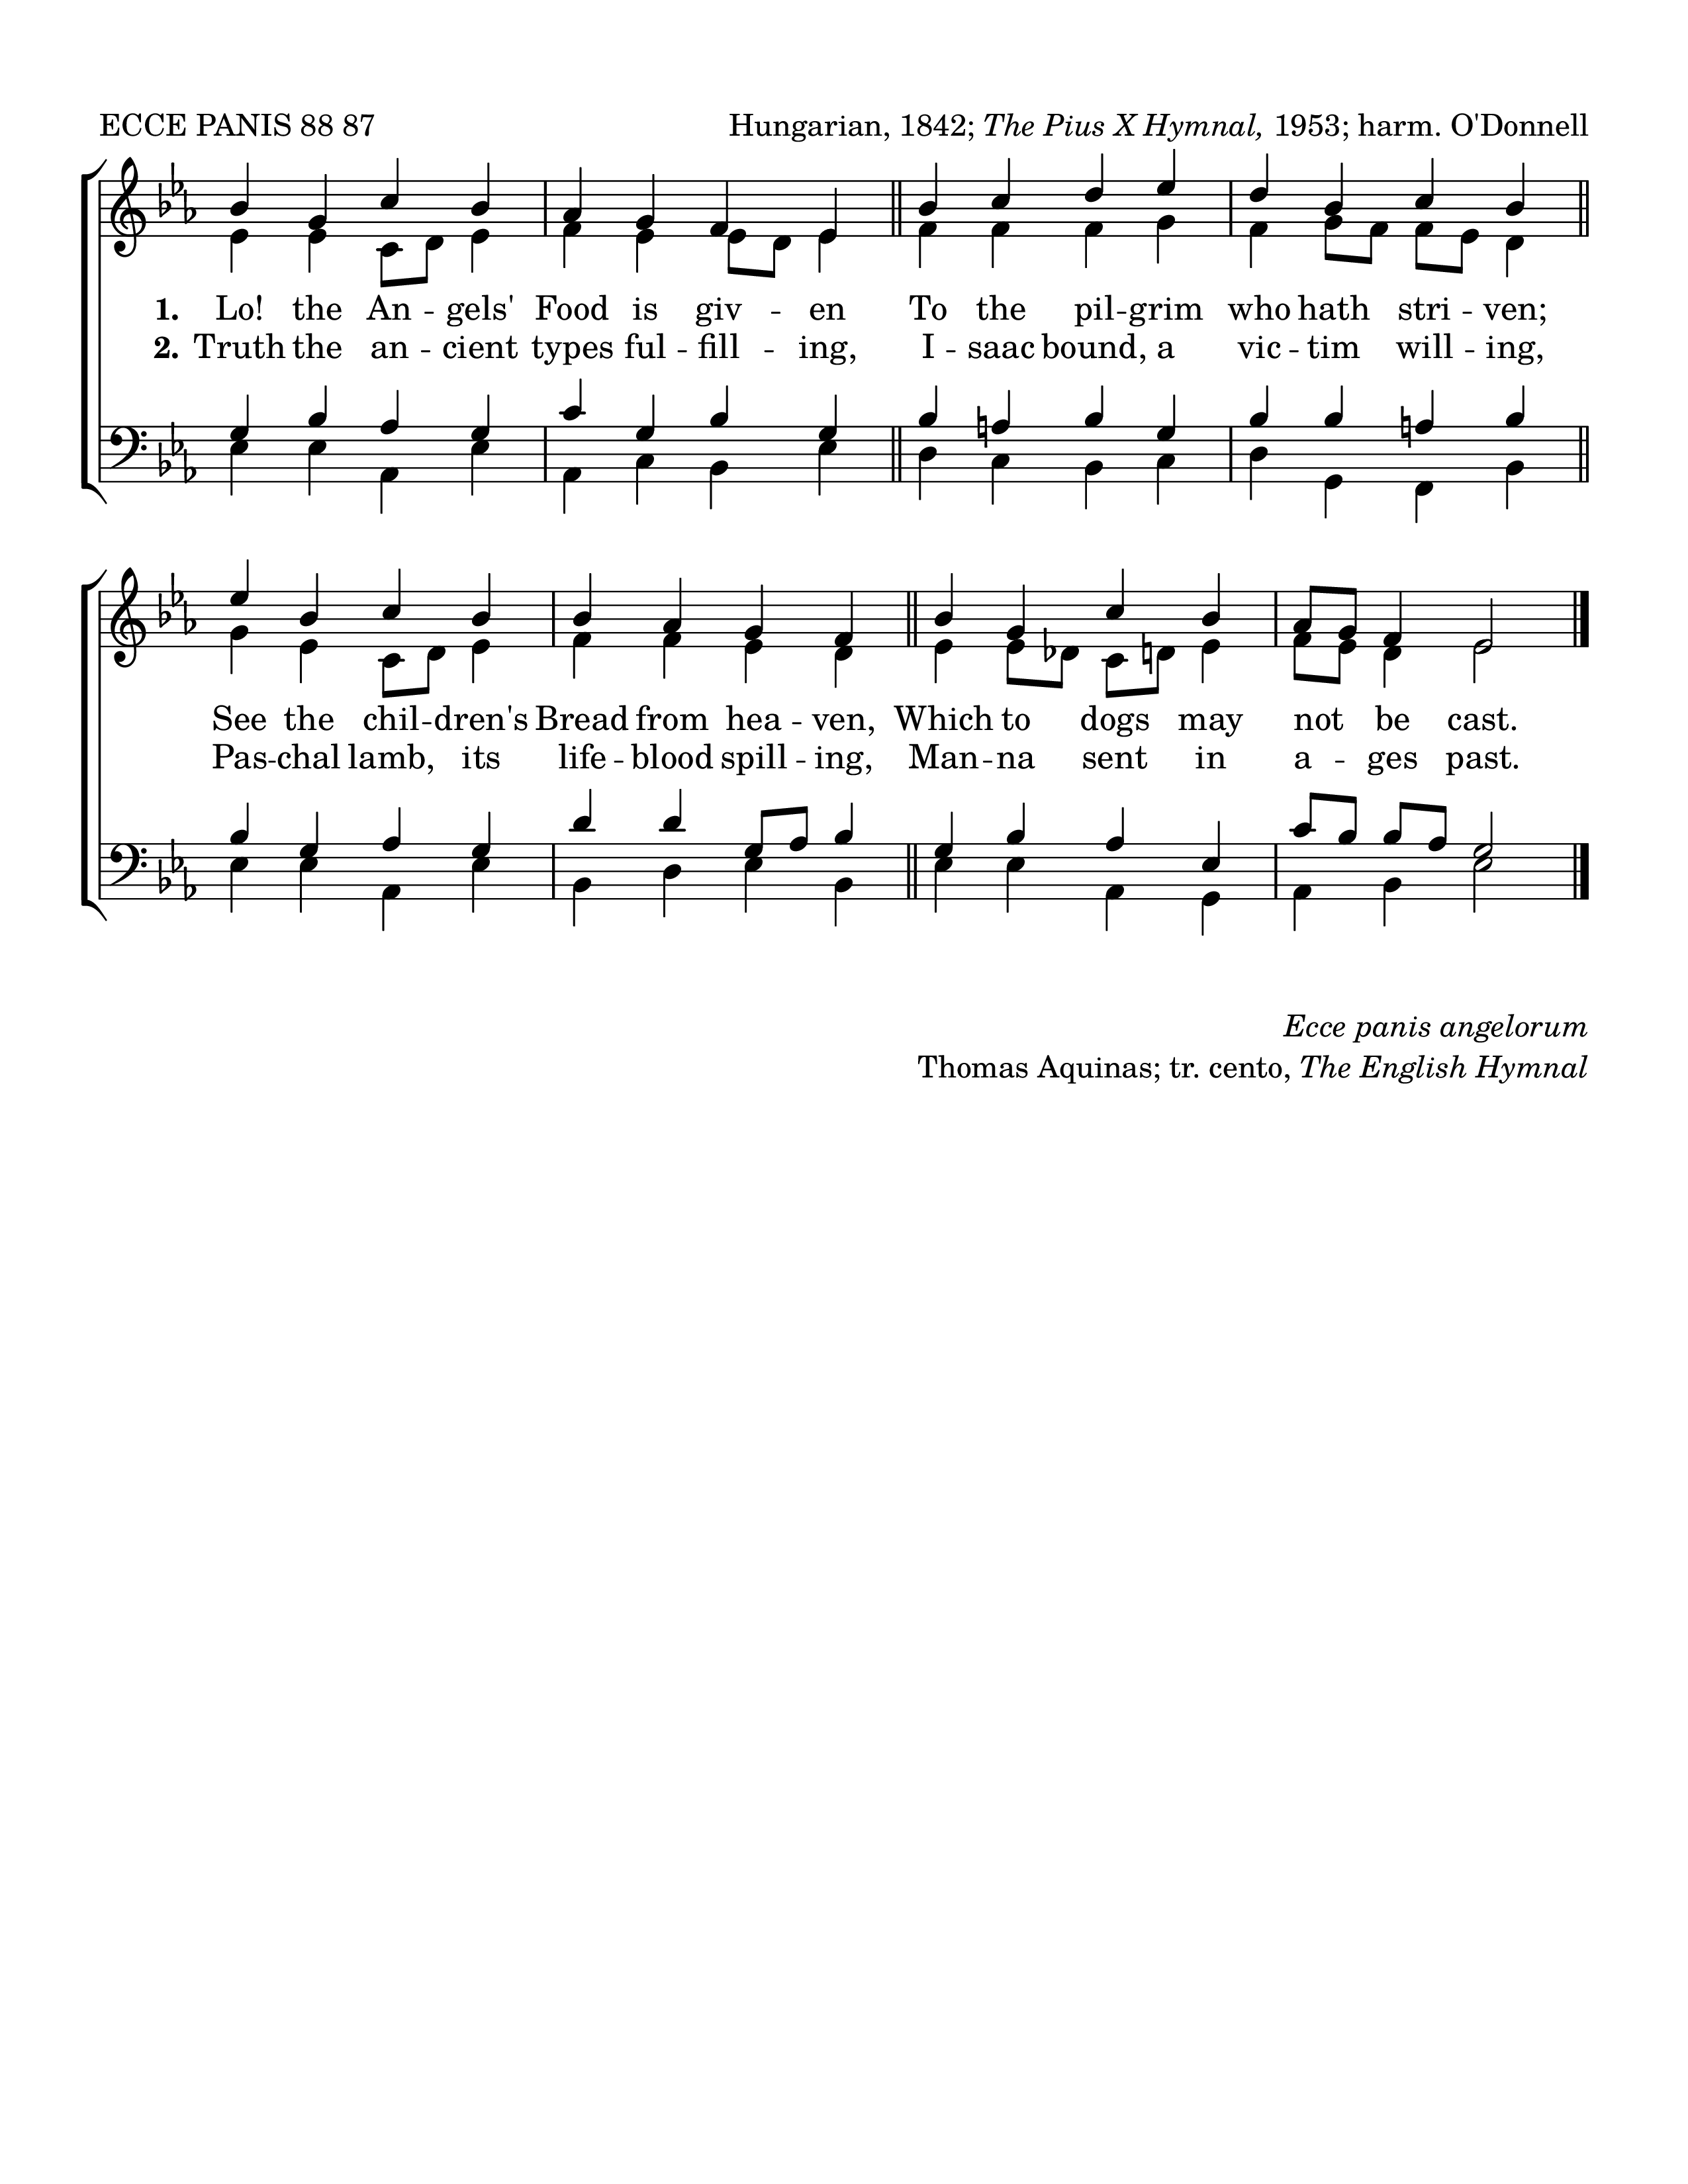 ECCE PANIS 88 87 Hungarian, 1842; The Pius X Hymnal, 1953; harm. O'Donnell
1. Lo! the An - gels' Food is giv - en To the pil - grim who hath stri - ven;
2. Truth the an - cient types ful - fill - ing, I - saac bound, a vic - tim will - ing,
See the chil - dren's Bread from hea - ven, Which to dogs may not be cast.
Pas - chal lamb, its life - blood spill - ing, Man - na sent in a - ges past.
Ecce panis angelorum
Thomas Aquinas; tr. cento, The English Hymnal